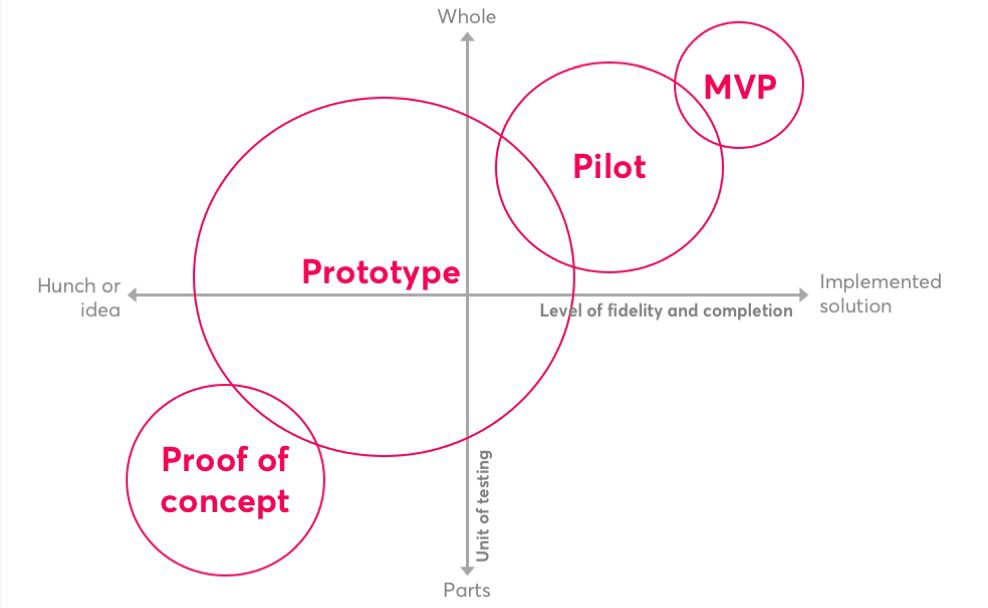 Whole
MVP
Pilot
Prototype
Hunch or
idea
Implemented
solution
Level of fidelity and completion
Proof of
concept
Unit of testing
Parts